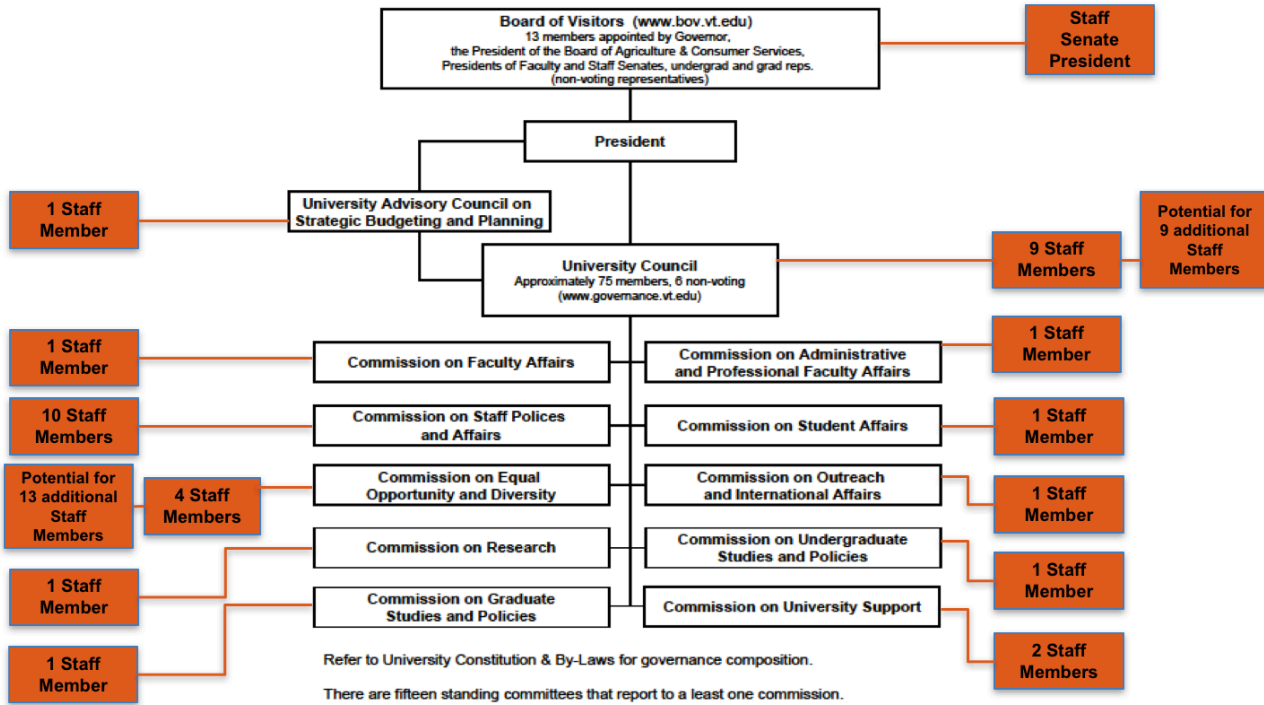 Board of Visitors (www.bov.vt.edu)
13 members appointed by Governor,
the President of the Board of Agriculture & Consumer Services,
Presidents of Faculty and Staff Senates, undergrad and grad reps.
(non-voting representatives)
Staff
Senate
President
President
1 Staff
Member
University Advisory Council on
Strategic Budgeting and Planning
University Council
Approximately 75 members, 6 non-voting
(www.governance.vt.edu)
9 Staff
Members
Potential for
9 additional
Staff
Members
1 Staff
Member
Commission on Faculty Affairs
Commission on Administrative
and Professional Faculty Affairs
1 Staff
Member
10 Staff
Members
Commission on Staff Polices
and Affairs
Commission on Student Affairs
1 Staff
Member
Potential for
13 additional
Staff
Members
4 Staff
Members
Commission on Equal
Opportunity and Diversity
Commission on Outreach
and International Affairs
1 Staff
Member
1 Staff
Member
Commission on Research
Commission on Undergraduate
Studies and Policies
1 Staff
Member
1 Staff
Member
Commission on Graduate
Studies and Policies
Commission on University Support
2 Staff
Members
Refer to University Constitution & By-Laws for governance composition.
There are fifteen standing committees that report to a least one commission.